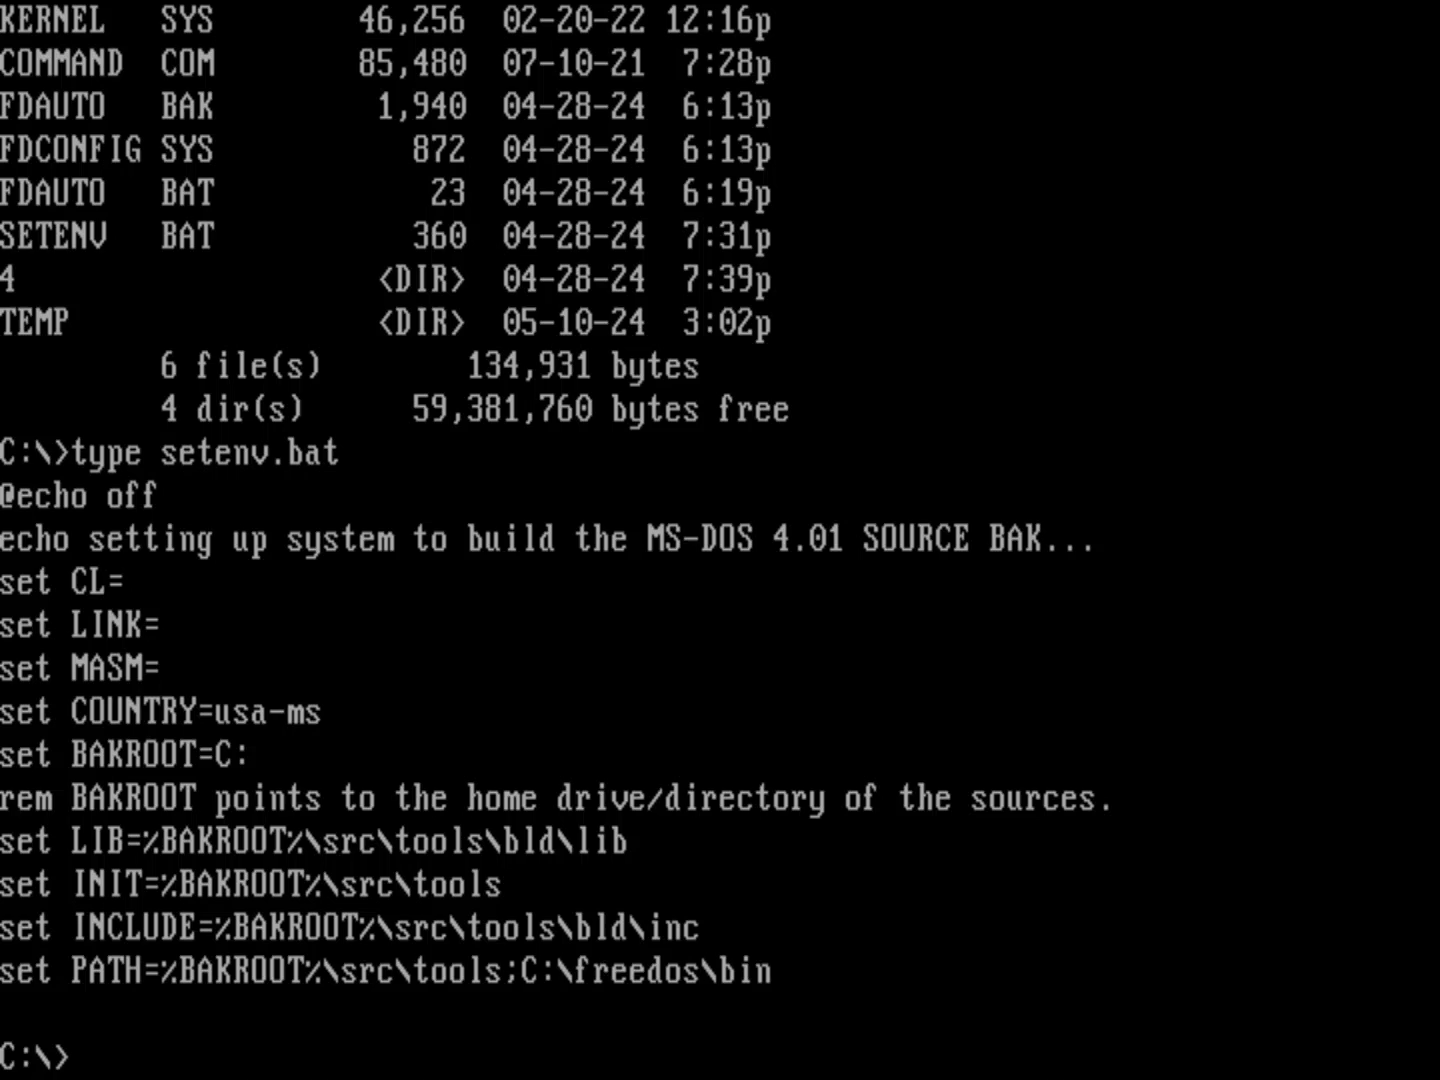 KERNEL   SYS        46,256  02-20-22 12:16p
COMMAND  COM        85,480  07-10-21  7:28p
FDAUTO   BAK         1,940  04-28-24  6:13p
FDCONFIG SYS           872  04-28-24  6:13p
FDAUTO   BAT            23  04-28-24  6:19p
SETENV   BAT           360  04-28-24  7:31p
4                    <DIR>  04-28-24  7:39p
TEMP                 <DIR>  05-10-24  3:02p
         6 file(s)        134,931 bytes
         4 dir(s)      59,381,760 bytes free
C:\>type setenv.bat
@echo off
echo setting up system to build the MS-DOS 4.01 SOURCE BAK...
set CL=
set LINK=
set MASM=
set COUNTRY=usa-ms
set BAKROOT=C:
rem BAKROOT points to the home drive/directory of the sources.
set LIB=%BAKROOT%\src\tools\bld\lib
set INIT=%BAKROOT%\src\tools
set INCLUDE=%BAKROOT%\src\tools\bld\inc
set PATH=%BAKROOT%\src\tools;C:\freedos\bin
C:\>